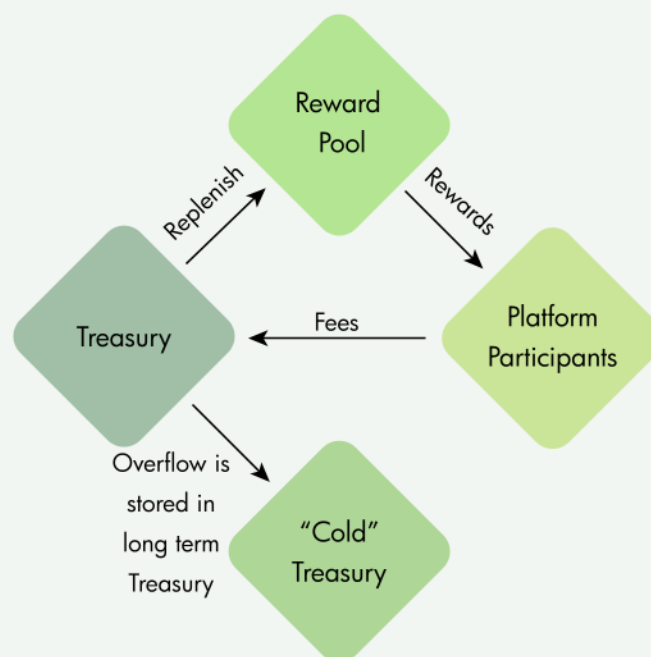 Reward
Pool
Replenish
Rewards
Treasury
Fees
Platform
Participants
Overflow is
stored in
long term
Treasury
“Cold”
Treasury